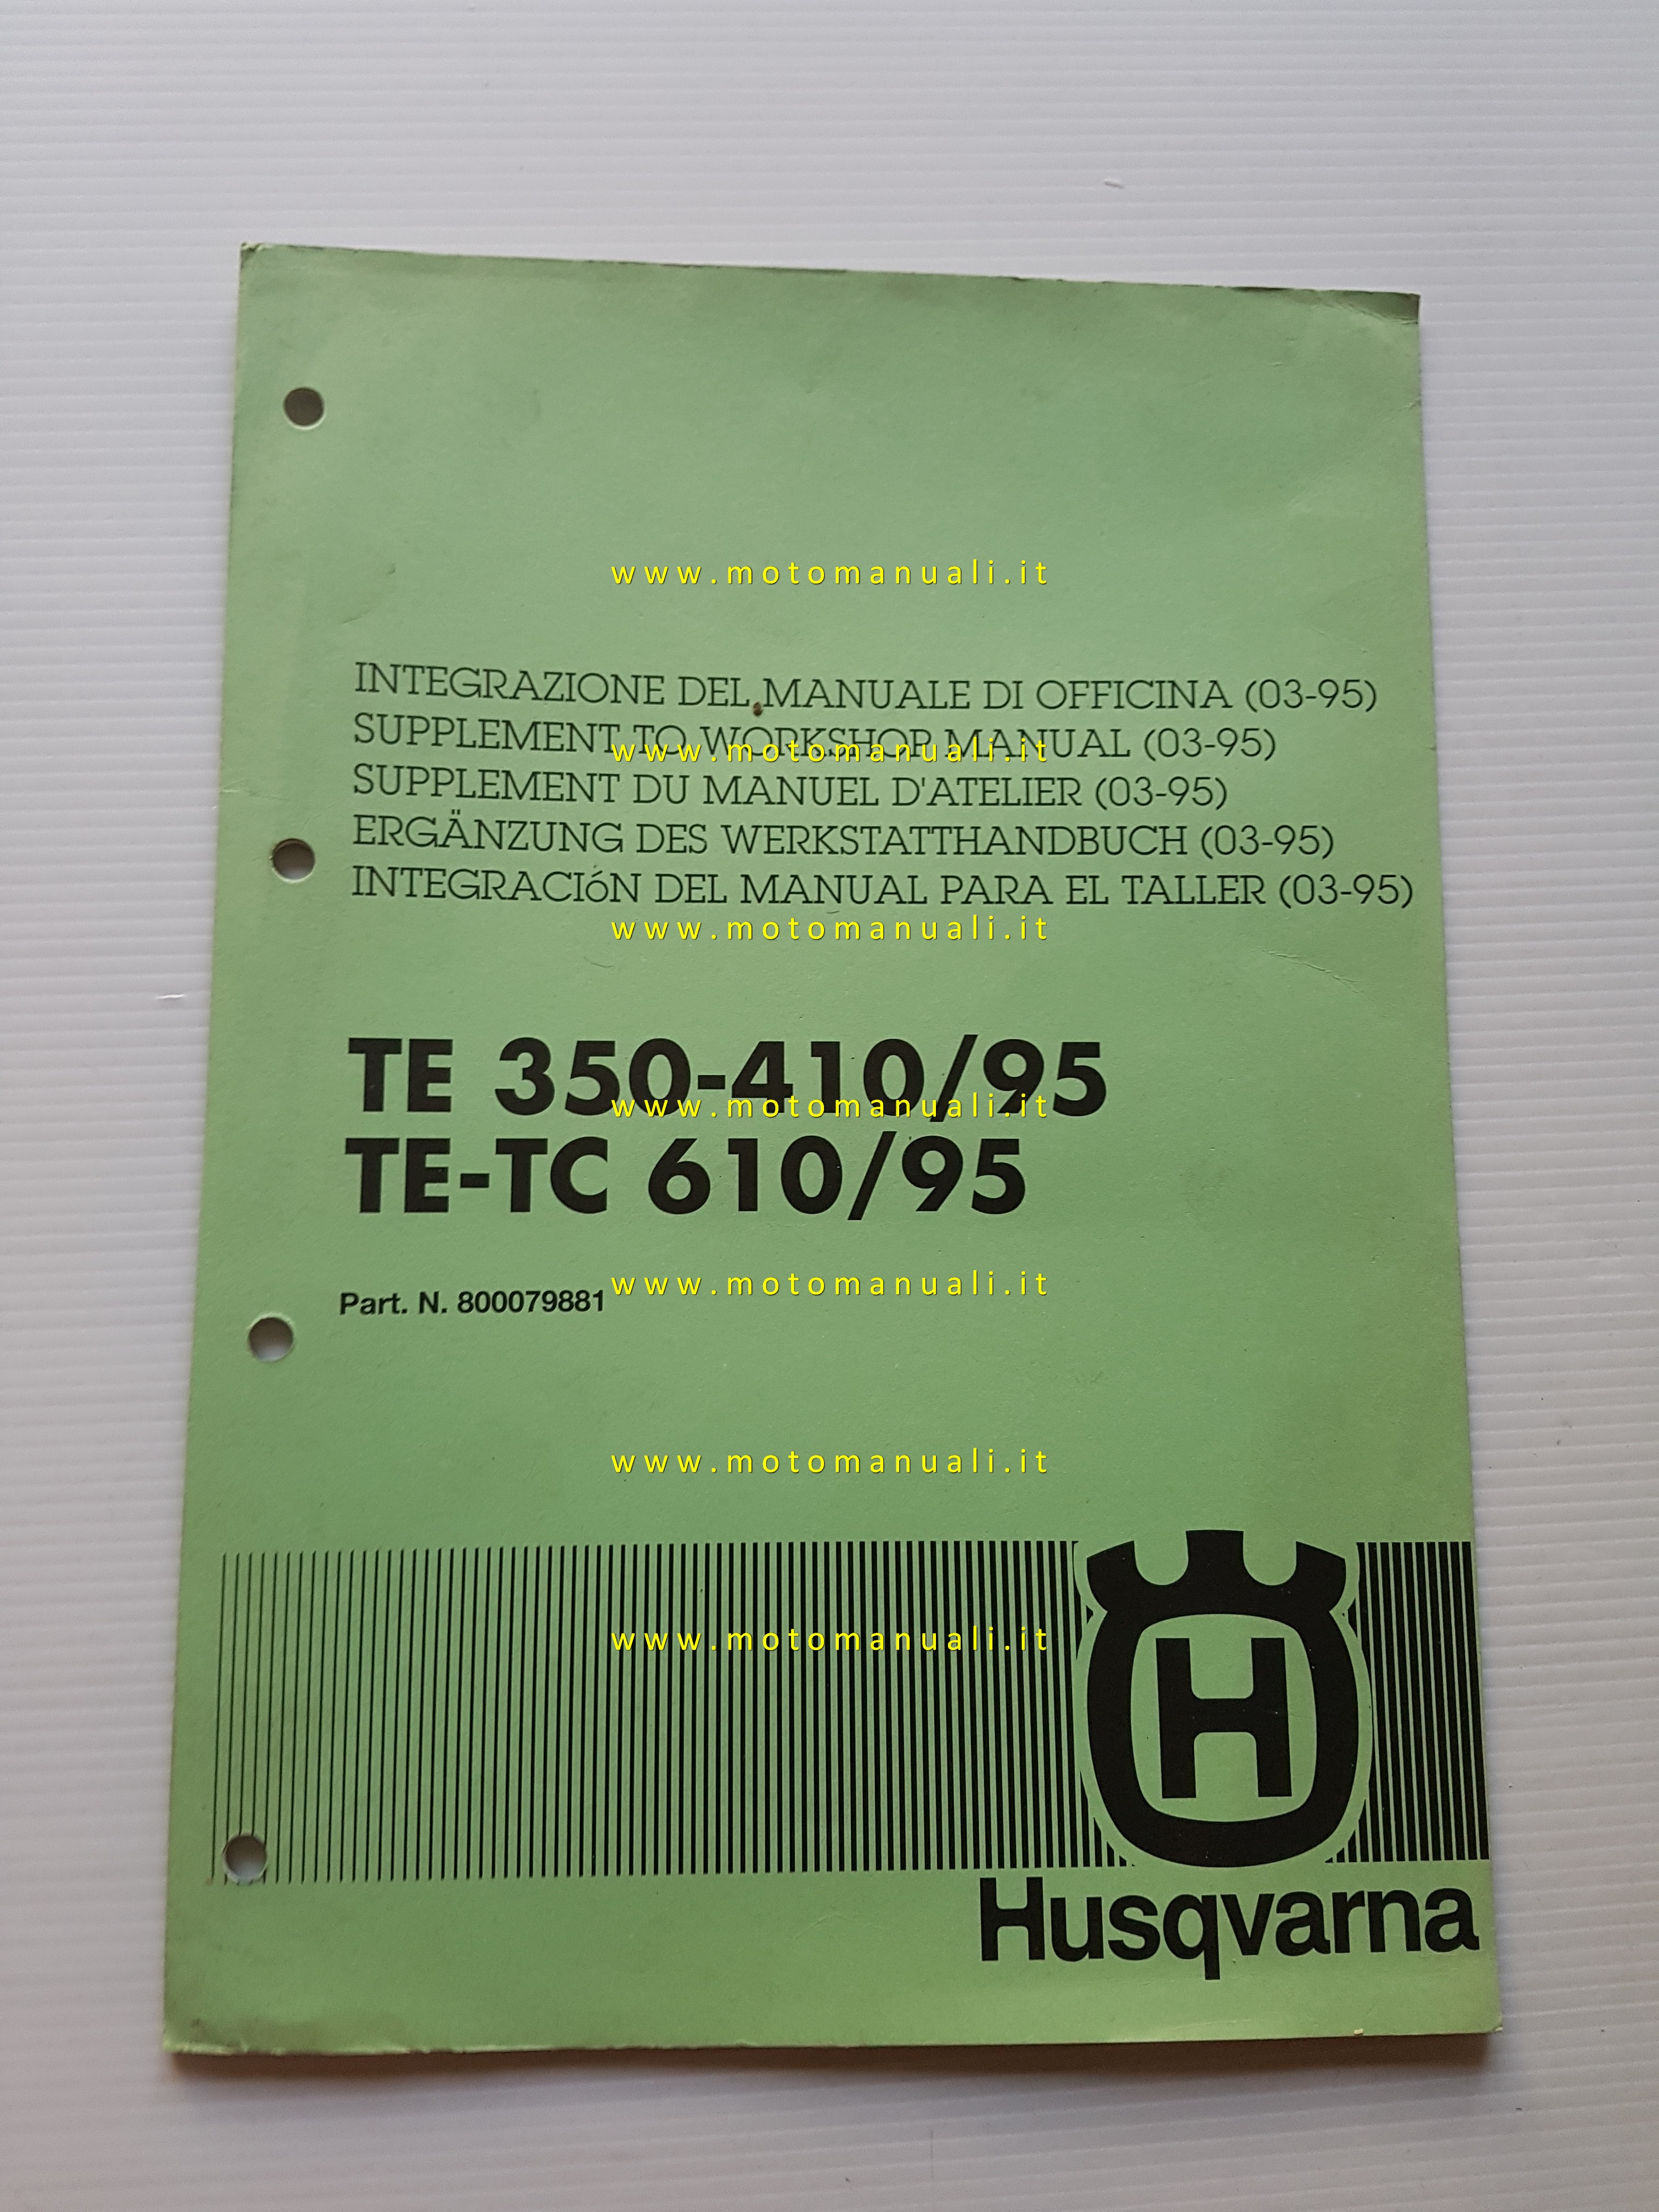 www.motomanuali.it
INTEGRAZIONE DEL MANUALE DI OFFICINA (03-95)
SUPPLEMENT TO WORKSHOP MANUAL (03-95)
www.motomanuali.it
SUPPLEMENT DU MANUEL D'ATELIER (03-95)
ERGÄNZUNG DES WERKSTATTHANDBUCH (03-95)
INTEGRACIóN DEL MANUAL PARA EL TALLER (03-95)
www.motomanuali.it
TE 350-410/95
www.motomanuali.it
TE-TC 610/95
www.motomanuali.it
Part. N. 800079881
www.motomanuali.it
www.motomanuali.it
H
Husqvarna